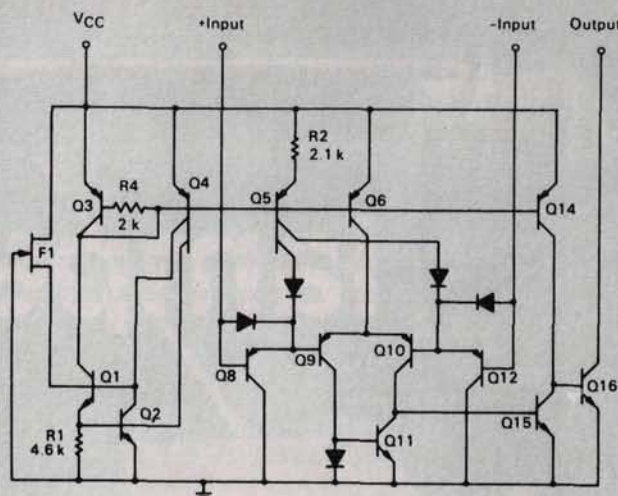 VCC +Input -Input Output
R2
2.1 k
R4
Q3 Q4 Q5 Q6 Q14
2 k
F1
Q1 Q8 Q9 Q10 Q12 Q16
Q2 Q15
R1
4.6 k Q11